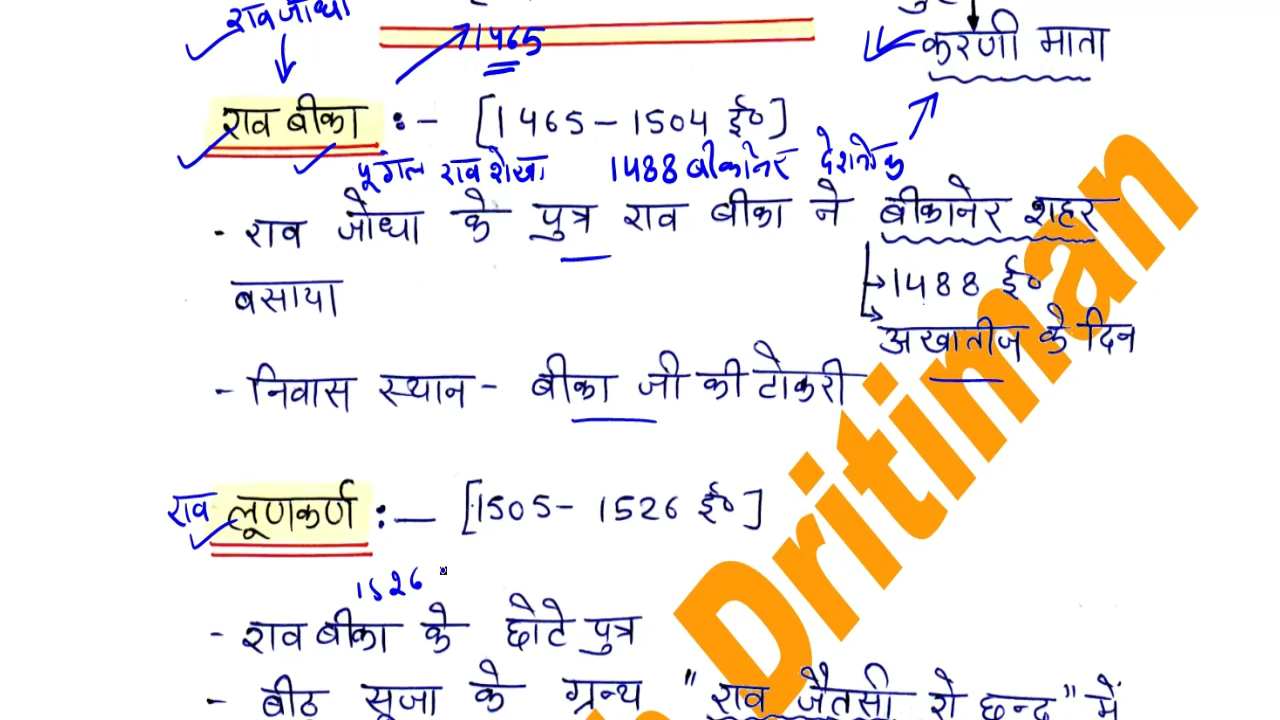 राव जोधा
1465
करणी माता
राव बीका :- [1465-1504 ई०]
पूगल राव शेखा 1488 बीकानेर देशनोक
- राव जोधा के पुत्र राव बीका ने बीकानेर शहर
→1488 ई०
बसाया
→अखातीज के दिन
- निवास स्थान - बीका जी की टोकरी
राव लूणकर्ण :— [1505- 1526 ई०]
1526
- राव बीका के छोटे पुत्र
- बीठू सूजा के ग्रन्थ "राव जैतसी रो छन्द" में
Dritiman